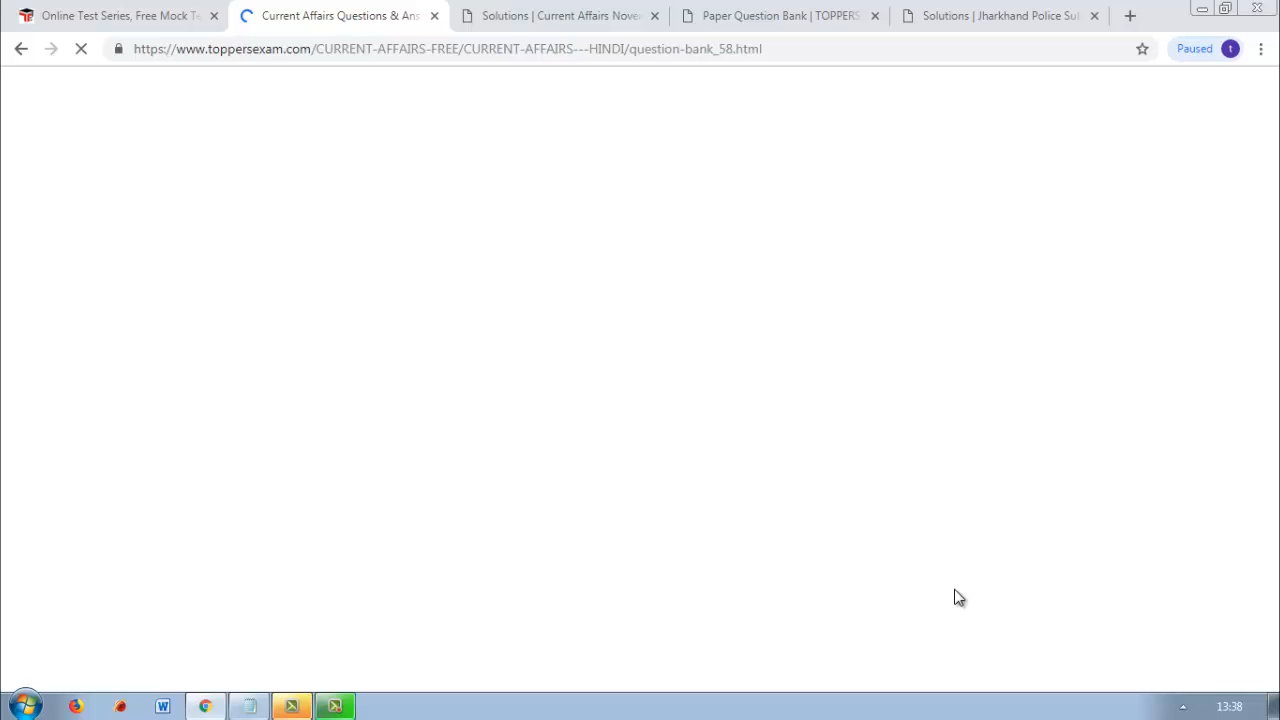 Online Test Series, Free Mock Te
Current Affairs Questions & Ans
Solutions | Current Affairs Nove
Paper Question Bank | TOPPERS
Solutions | Jharkhand Police Sul
https://www.toppersexam.com/CURRENT-AFFAIRS-FREE/CURRENT-AFFAIRS---HINDI/question-bank_58.html
Paused
t
13:38